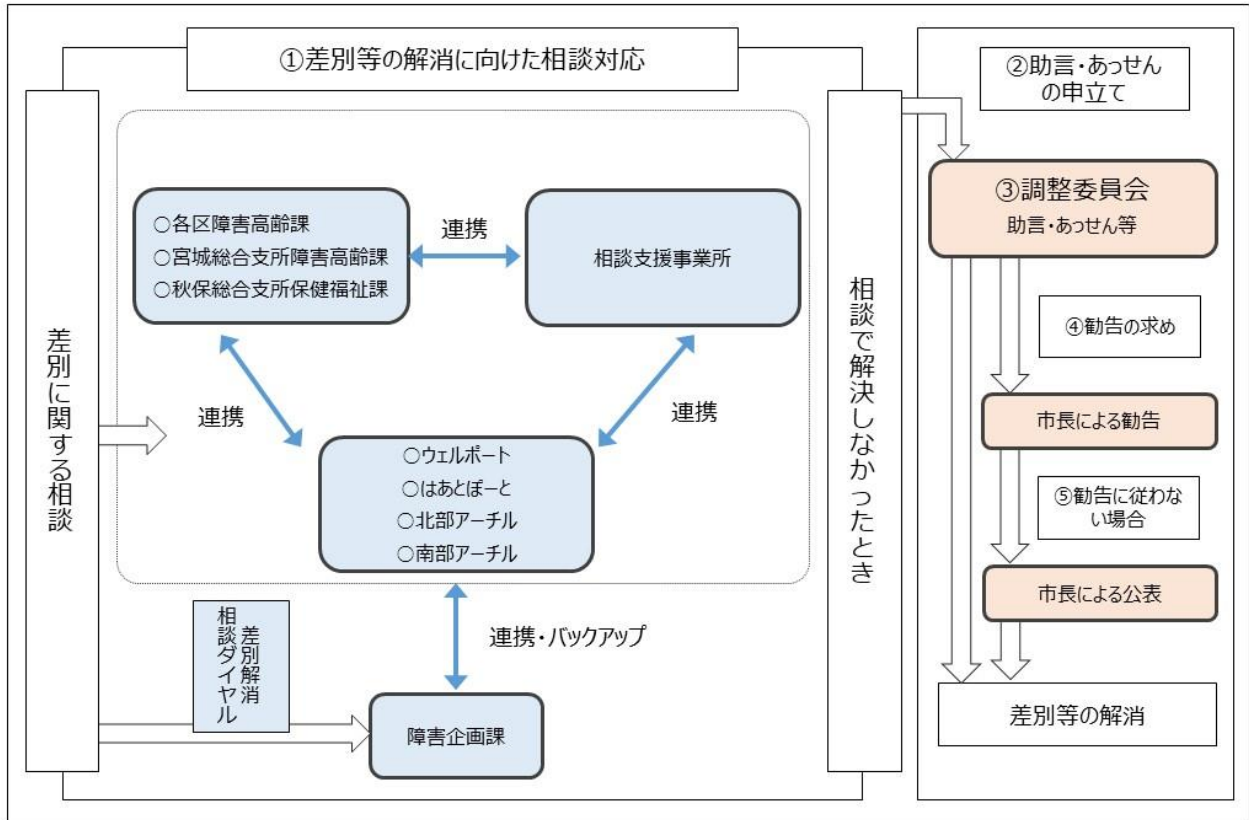 ①差別等の解消に向けた相談対応
差別に関する相談
○各区障害高齢課
○宮城総合支所障害高齢課
○秋保総合支所保健福祉課
連携
相談支援事業所
連携
連携
○ウェルポート
○はあとぽーと
○北部アーチル
○南部アーチル
連携・バックアップ
差別解消
相談ダイヤル
障害企画課
相談で解決しなかったとき
②助言・あっせん
の申立て
③調整委員会
助言・あっせん等
④勧告の求め
市長による勧告
⑤勧告に従わな
い場合
市長による公表
差別等の解消